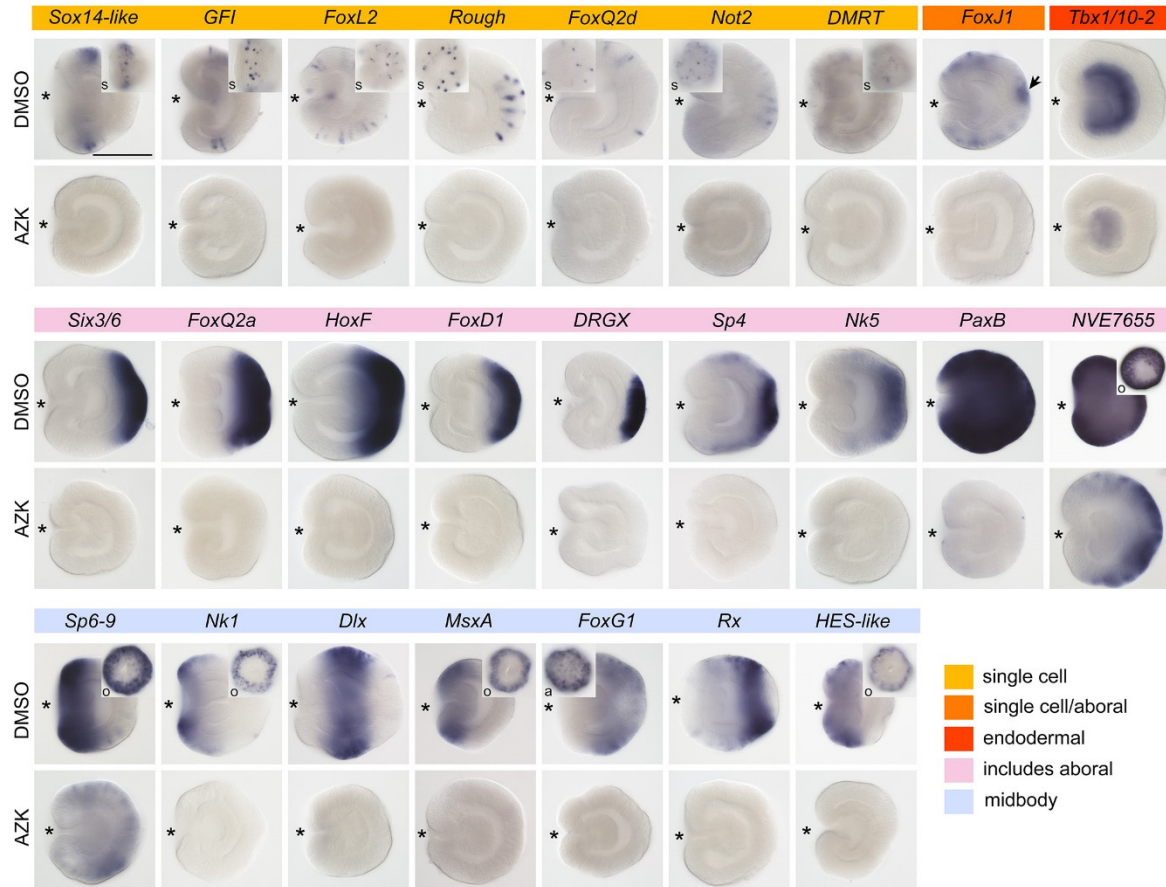 Sox14-like GFI FoxL2 Rough FoxQ2d Not2 DMRT FoxJ1 Tbx1/10-2
DMSO
* s * s * s * s * s * s * s * *
AZK
* * * * * * * * *
Six3/6 FoxQ2a HoxF FoxD1 DRGX Sp4 Nk5 PaxB NVE7655
DMSO
* * * * * * * * * o
AZK
* * * * * * * * *
Sp6-9 Nk1 Dlx MsxA FoxG1 Rx HES-like
DMSO
* o * o * * o * a * * o
AZK
* * * * * * *
single cell
single cell/aboral
endodermal
includes aboral
midbody